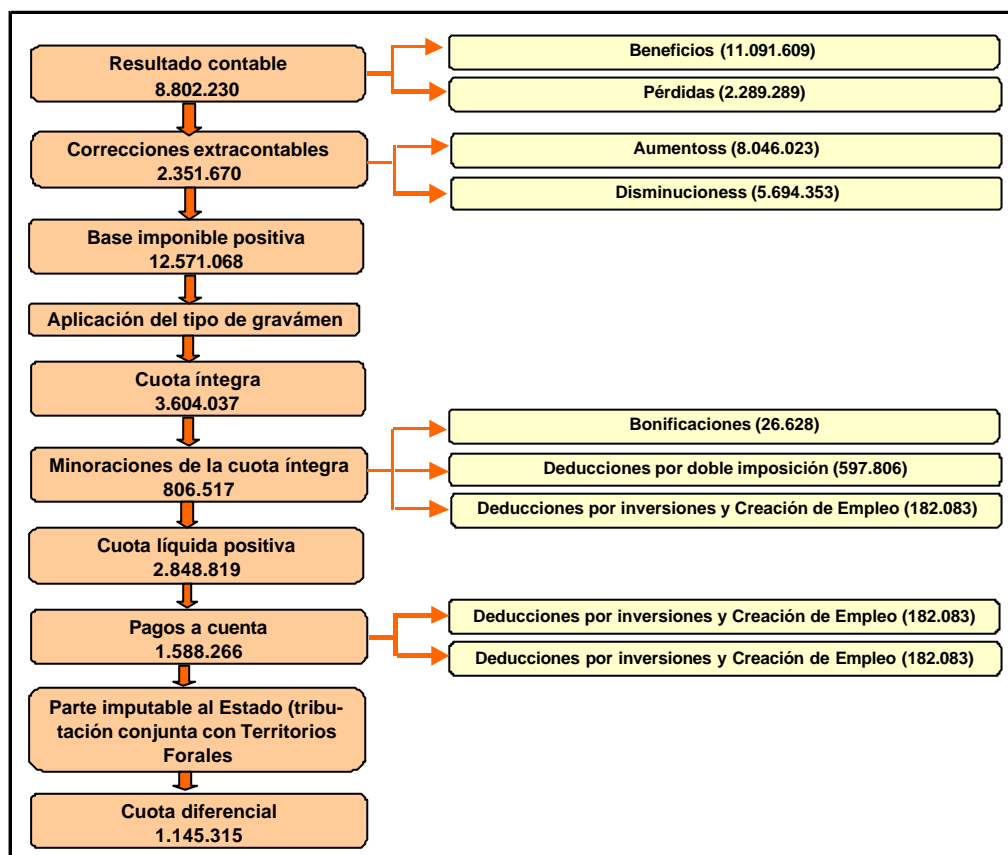 Resultado contable
8.802.230
Beneficios (11.091.609)
Pérdidas (2.289.289)
Correcciones extracontables
2.351.670
Aumentoss (8.046.023)
Disminucioness (5.694.353)
Base imponible positiva
12.571.068
Aplicación del tipo de gravámen
Cuota íntegra
3.604.037
Minoraciones de la cuota íntegra
806.517
Bonificaciones (26.628)
Deducciones por doble imposición (597.806)
Deducciones por inversiones y Creación de Empleo (182.083)
Cuota líquida positiva
2.848.819
Pagos a cuenta
1.588.266
Deducciones por inversiones y Creación de Empleo (182.083)
Deducciones por inversiones y Creación de Empleo (182.083)
Parte imputable al Estado (tribu-
tación conjunta con Territorios
Forales
Cuota diferencial
1.145.315